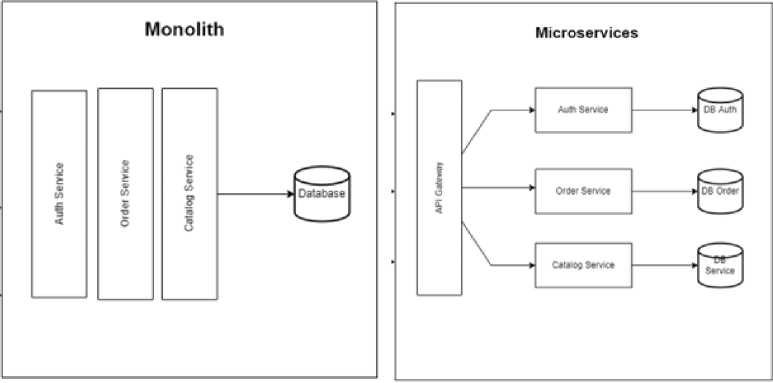 Monolith
Auth Service
Order Service
Catalog Service
Database
Microservices
API Gateway
Auth Service
DB Auth
Order Service
DB Order
Catalog Service
DB
Service